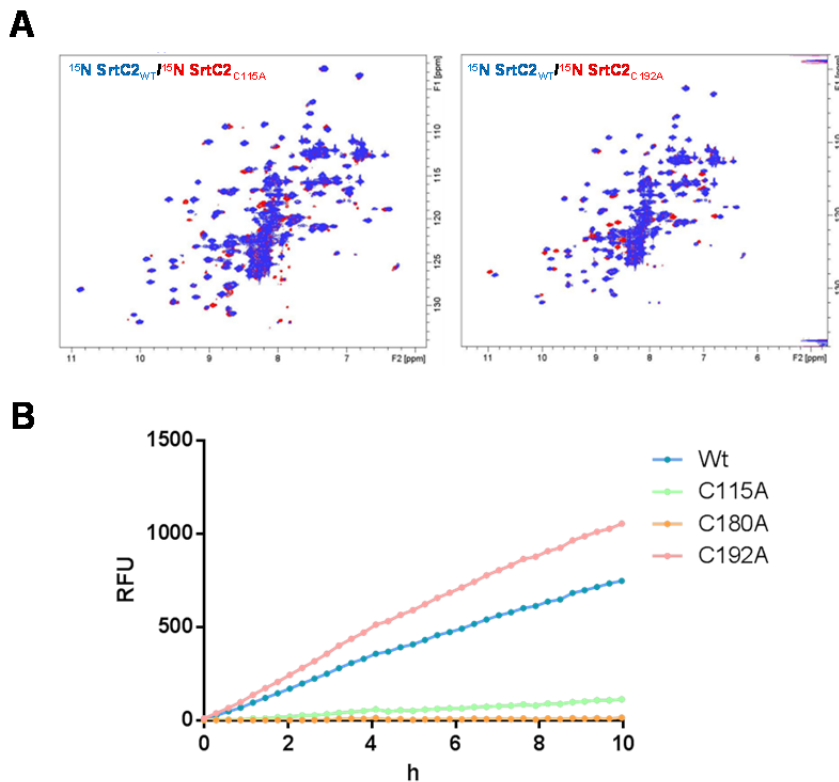 A
15N SrtC2WT/15N SrtC2C115A
F1 [ppm]
110
115
120
125
130
11 10 9 8 7 F2 [ppm]
15N SrtC2WT/15N SrtC2C192A
F1 [ppm]
110
120
130
11 10 9 8 7 6 F2 [ppm]
B
1500
1000
500
0
RFU
0 2 4 6 8 10
h
Wt
C115A
C180A
C192A